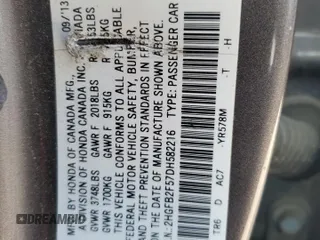 MFD. BY HONDA OF CANADA MFG.,
A DIVISION OF HONDA CANADA INC. 09/'13
GVWR 3748LBS GAWR F 2018LBS R
GVWR 1700KG GAWR F 915KG R KG
THIS VEHICLE CONFORMS TO ALL APPLICABLE
FEDERAL MOTOR VEHICLE SAFETY, BUMPER,
AND THEFT PREVENTION STANDARDS IN EFFECT
ON THE DATE OF MANUFACTURE SHOWN ABOVE.
V.I.N. 2HGFB2F57DH582216 TYPE: PASSENGER CAR
TR6 D AC7 YR578M T H